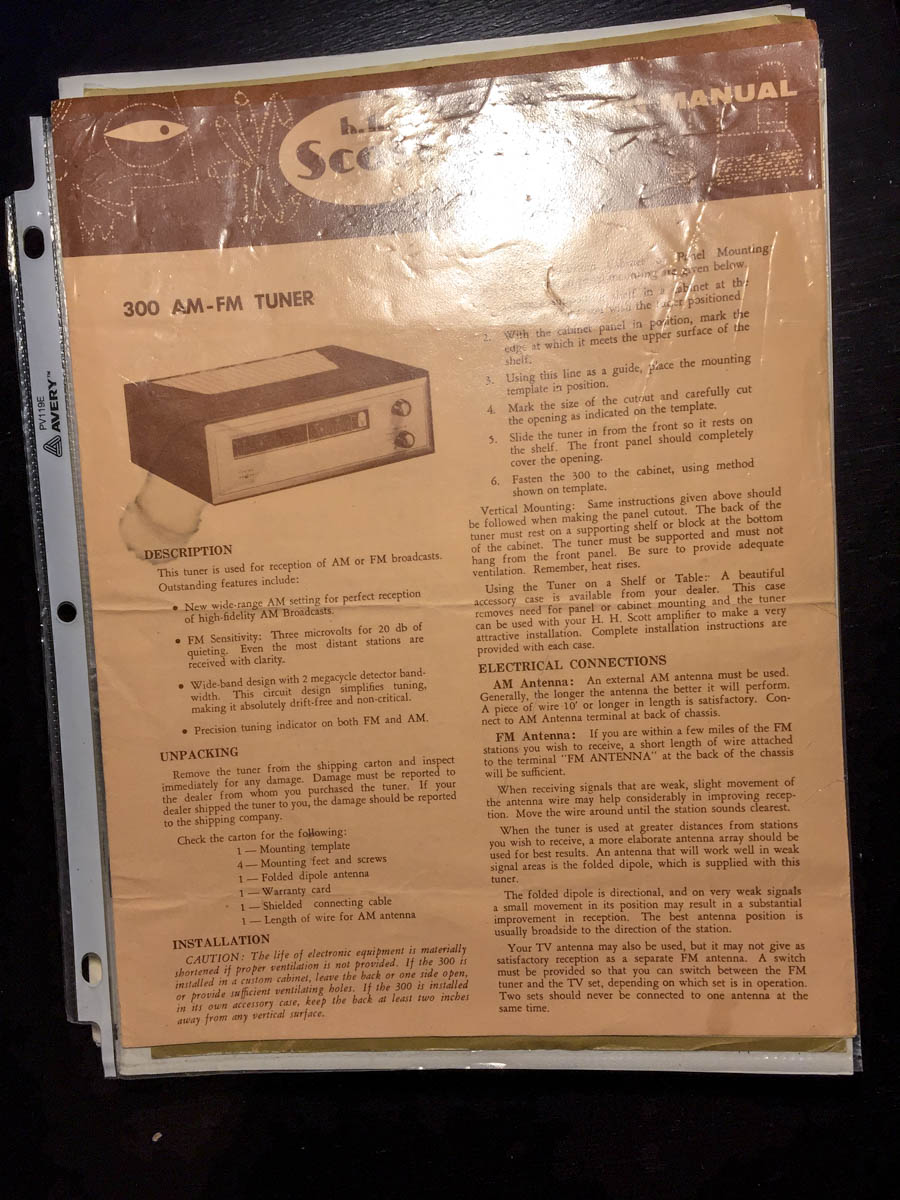 MANUAL
h.
Sco
300 AM-FM TUNER
DESCRIPTION
This tuner is used for reception of AM or FM broadcasts.
Outstanding features include:
• New wide-range AM setting for perfect reception
of high-fidelity AM Broadcasts.
• FM Sensitivity: Three microvolts for 20 db of
quieting. Even the most distant stations are
received with clarity.
• Wide-band design with 2 megacycle detector band-
width. This circuit design simplifies tuning,
making it absolutely drift-free and non-critical.
• Precision tuning indicator on both FM and AM.
UNPACKING
Remove the tuner from the shipping carton and inspect
immediately for any damage. Damage must be reported to
the dealer from whom you purchased the tuner. If your
dealer shipped the tuner to you, the damage should be reported
to the shipping company.
Check the carton for the following:
1 — Mounting template
4 — Mounting feet and screws
1 — Folded dipole antenna
1 — Warranty card
1 — Shielded connecting cable
1 — Length of wire for AM antenna
INSTALLATION
CAUTION: The life of electronic equipment is materially
shortened if proper ventilation is not provided. If the 300 is
installed in a custom cabinet, leave the back or one side open,
or provide sufficient ventilating holes. If the 300 is installed
in its own accessory case, keep the back at least two inches
away from any vertical surface.
Cabinet Panel Mounting:
mounting are given below.
shelf in a cabinet at the
with the tuner positioned
2. With the cabinet panel in position, mark the
edge at which it meets the upper surface of the
shelf.
3. Using this line as a guide, place the mounting
template in position.
4. Mark the size of the cutout and carefully cut
the opening as indicated on the template.
5. Slide the tuner in from the front so it rests on
the shelf. The front panel should completely
cover the opening.
6. Fasten the 300 to the cabinet, using method
shown on template.
Vertical Mounting: Same instructions given above should
be followed when making the panel cutout. The back of the
tuner must rest on a supporting shelf or block at the bottom
of the cabinet. The tuner must be supported and must not
hang from the front panel. Be sure to provide adequate
ventilation. Remember, heat rises.
Using the Tuner on a Shelf or Table: A beautiful
accessory case is available from your dealer. This case
removes need for panel or cabinet mounting and the tuner
can be used with your H. H. Scott amplifier to make a very
attractive installation. Complete installation instructions are
provided with each case.
ELECTRICAL CONNECTIONS
AM Antenna: An external AM antenna must be used.
Generally, the longer the antenna the better it will perform.
A piece of wire 10' or longer in length is satisfactory. Con-
nect to AM Antenna terminal at back of chassis.
FM Antenna: If you are within a few miles of the FM
stations you wish to receive, a short length of wire attached
to the terminal "FM ANTENNA" at the back of the chassis
will be sufficient.
When receiving signals that are weak, slight movement of
the antenna wire may help considerably in improving recep-
tion. Move the wire around until the station sounds clearest.
When the tuner is used at greater distances from stations
you wish to receive, a more elaborate antenna array should be
used for best results. An antenna that will work well in weak
signal areas is the folded dipole, which is supplied with this
tuner.
The folded dipole is directional, and on very weak signals
a small movement in its position may result in a substantial
improvement in reception. The best antenna position is
usually broadside to the direction of the station.
Your TV antenna may also be used, but it may not give as
satisfactory reception as a separate FM antenna. A switch
must be provided so that you can switch between the FM
tuner and the TV set, depending on which set is in operation.
Two sets should never be connected to one antenna at the
same time.
PV119E
AVERY™